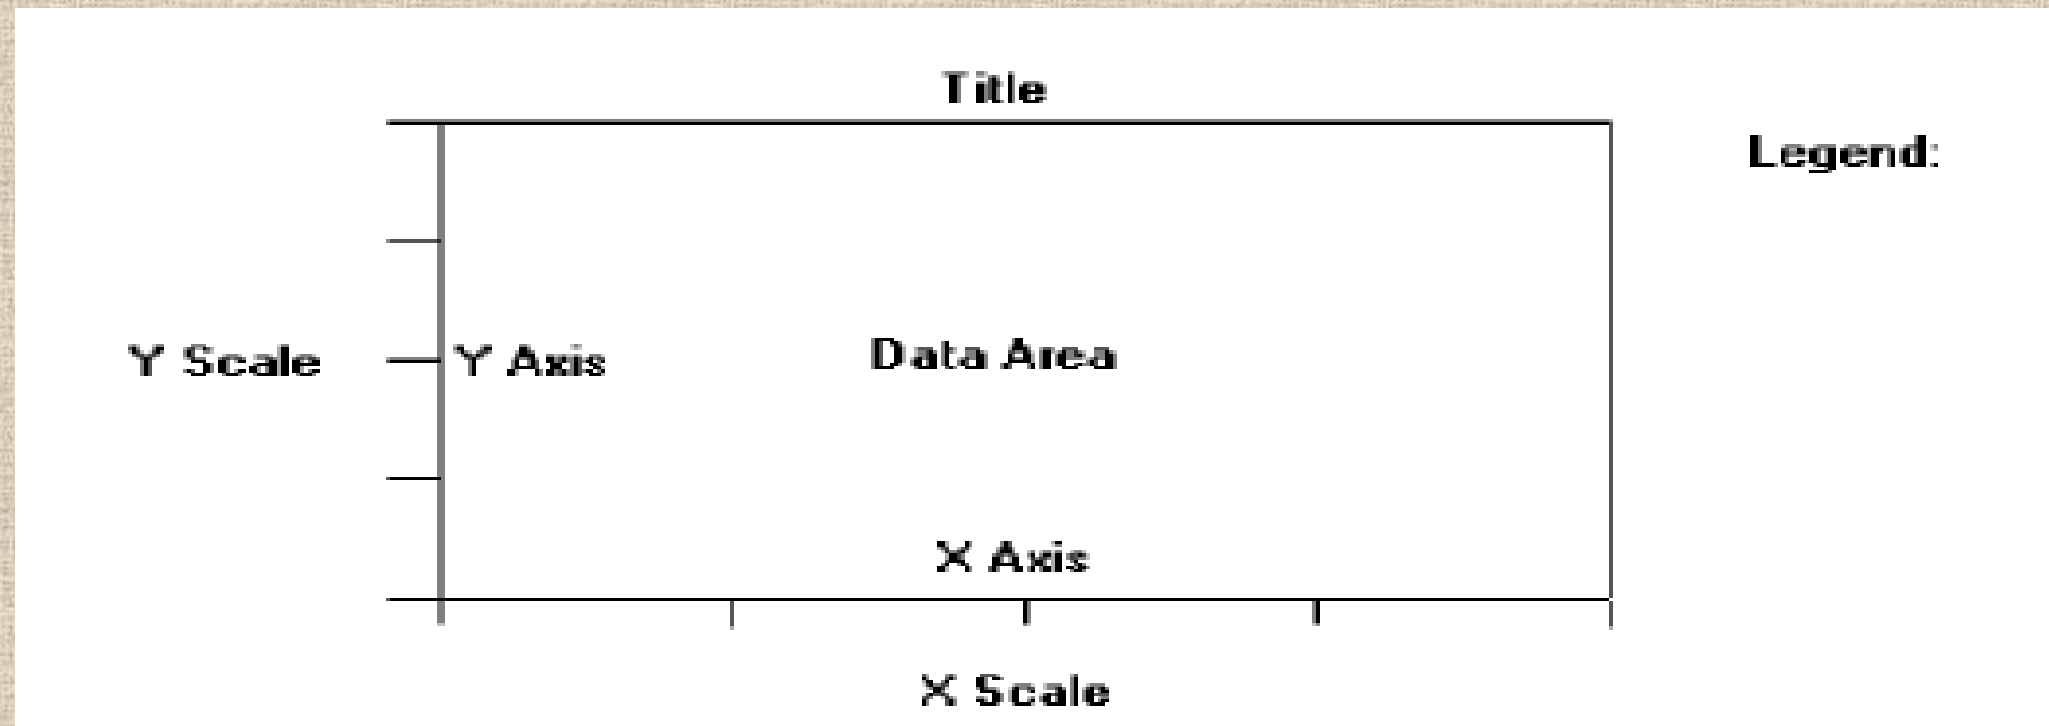 Title
Legend:
Y Scale
Y Axis
Data Area
X Axis
X Scale